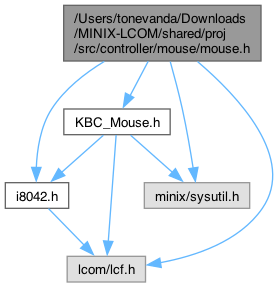 /Users/tonevanda/Downloads
/MINIX-LCOM/shared/proj
/src/controller/mouse/mouse.h
KBC_Mouse.h
i8042.h
minix/sysutil.h
lcom/lcf.h